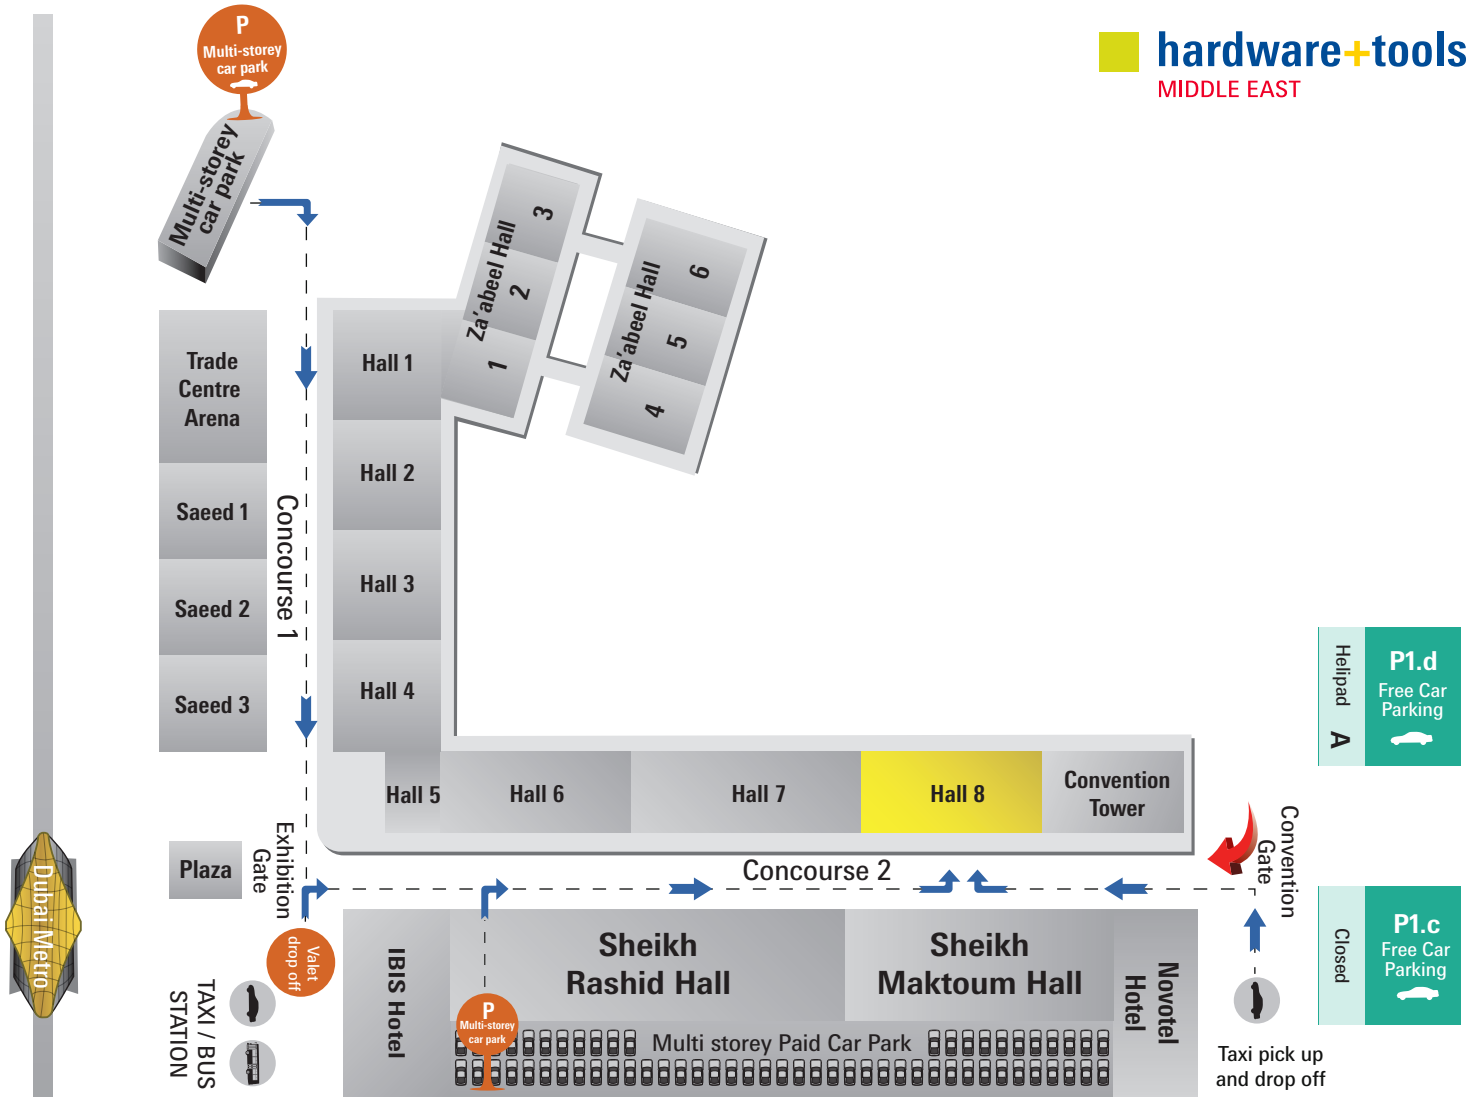 P
Multi-storey
car park
hardware+tools
MIDDLE EAST
Multi-storey
car park
Za'abeel Hall
3
2
1
Za'abeel Hall
6
5
4
Trade
Centre
Arena
Saeed 1
Saeed 2
Saeed 3
Concourse 1
Hall 1
Hall 2
Hall 3
Hall 4
Hall 5
Hall 6
Hall 7
Hall 8
Convention
Tower
Helipad
A
P1.d
Free Car
Parking
Convention
Gate
Closed
P1.c
Free Car
Parking
Plaza
Exhibition
Gate
Concourse 2
Dubai Metro
Valet
drop off
TAXI / BUS
STATION
IBIS Hotel
Sheikh
Rashid Hall
Sheikh
Maktoum Hall
Novotel
Hotel
P
Multi-storey
car park
Multi storey Paid Car Park
Taxi pick up
and drop off